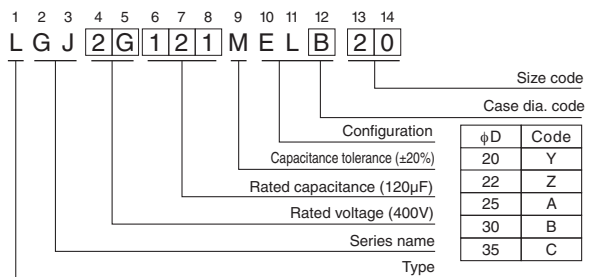 1 2 3 4 5 6 7 8 9 10 11 12 13 14
L G J 2 G 1 2 1 M E L B 2 0
Size code
Case dia. code
Configuration
Capacitance tolerance (±20%)
Rated capacitance (120µF)
Rated voltage (400V)
Series name
Type
ϕD Code
20 Y
22 Z
25 A
30 B
35 C